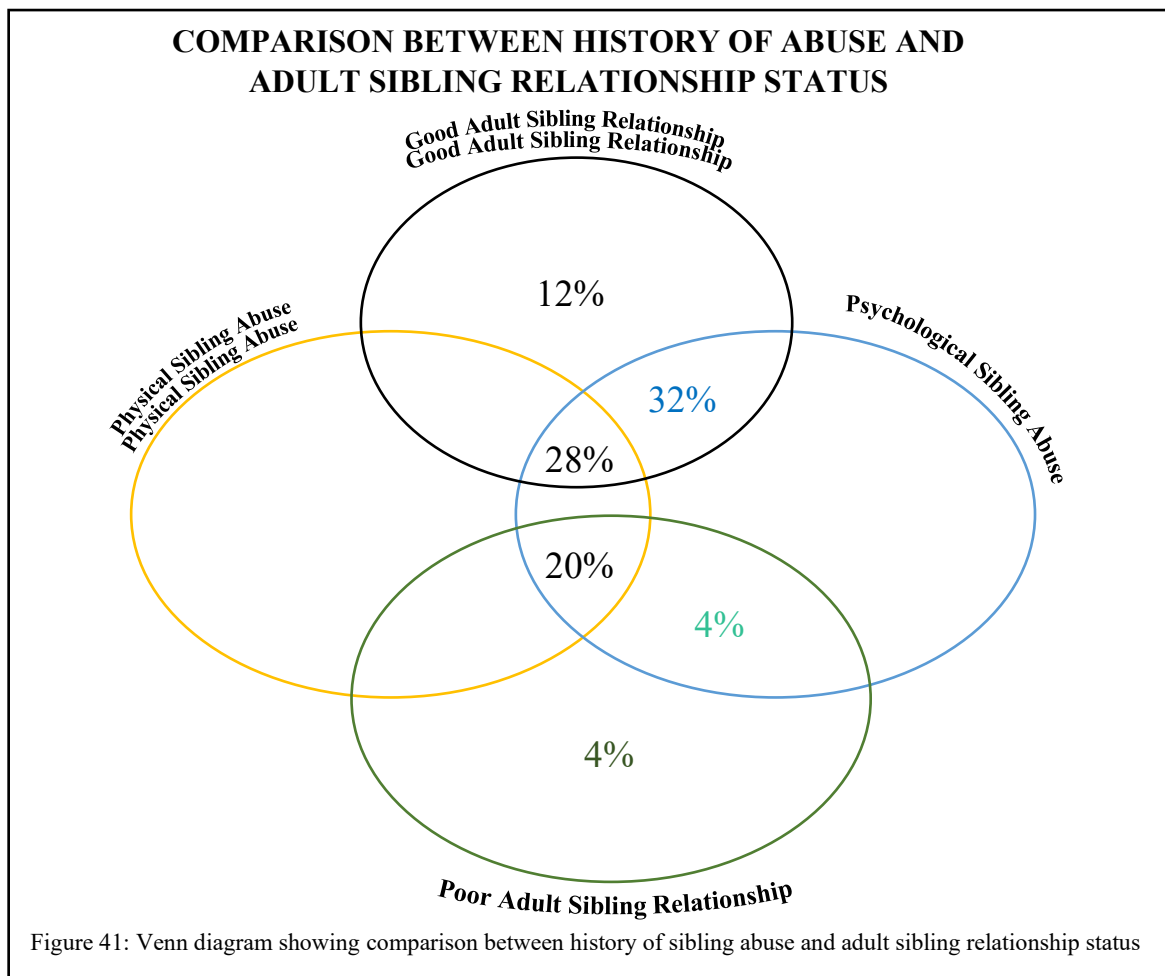 COMPARISON BETWEEN HISTORY OF ABUSE AND
ADULT SIBLING RELATIONSHIP STATUS
Good Adult Sibling Relationship
Good Adult Sibling Relationship
12%
Physical Sibling Abuse
Physical Sibling Abuse
Psychological Sibling Abuse
32%
28%
20%
4%
4%
Poor Adult Sibling Relationship
Figure 41: Venn diagram showing comparison between history of sibling abuse and adult sibling relationship status